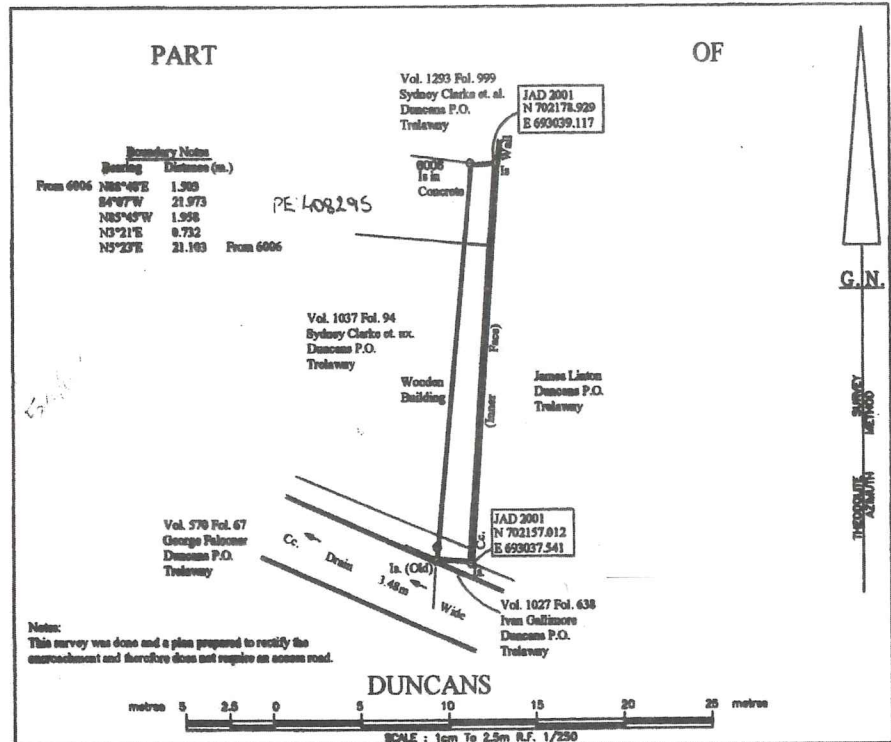 PART OF
Vol. 1293 Fol. 999
Sydney Clarke et. al.
Duncans P.O.
Trelawny
JAD 2001
N 702178.929
E 693039.117
Boundary Notes
Bearing Distance (m.)
From 6006 N88°48'E 1.503
S4°07'W 21.973
N85°45'W 1.958
N3°21'E 0.732
N5°23'E 21.103 From 6006
PE 408295
6006
Is in
Concrete
Wall
Is
G.N.
Vol. 1037 Fol. 94
Sydney Clarke et. ux.
Duncans P.O.
Trelawny
Wooden
Building
(Inner Face)
James Linton
Duncans P.O.
Trelawny
THEODOLITE SURVEY
AZIMUTH METHOD
JAD 2001
N 702157.012
E 693037.541
Vol. 570 Fol. 67
George Falconer
Duncans P.O.
Trelawny
Cc. Drain
3.48m Wide
Is. (Old)
Cc.
Is.
Vol. 1027 Fol. 638
Ivan Gallimore
Duncans P.O.
Trelawny
Notes:
This survey was done and a plan prepared to rectify the
encroachment and therefore does not require an access road.
DUNCANS
metres 5 2.5 0 5 10 15 20 25 metres
SCALE : 1cm To 2.5m R.F. 1/250